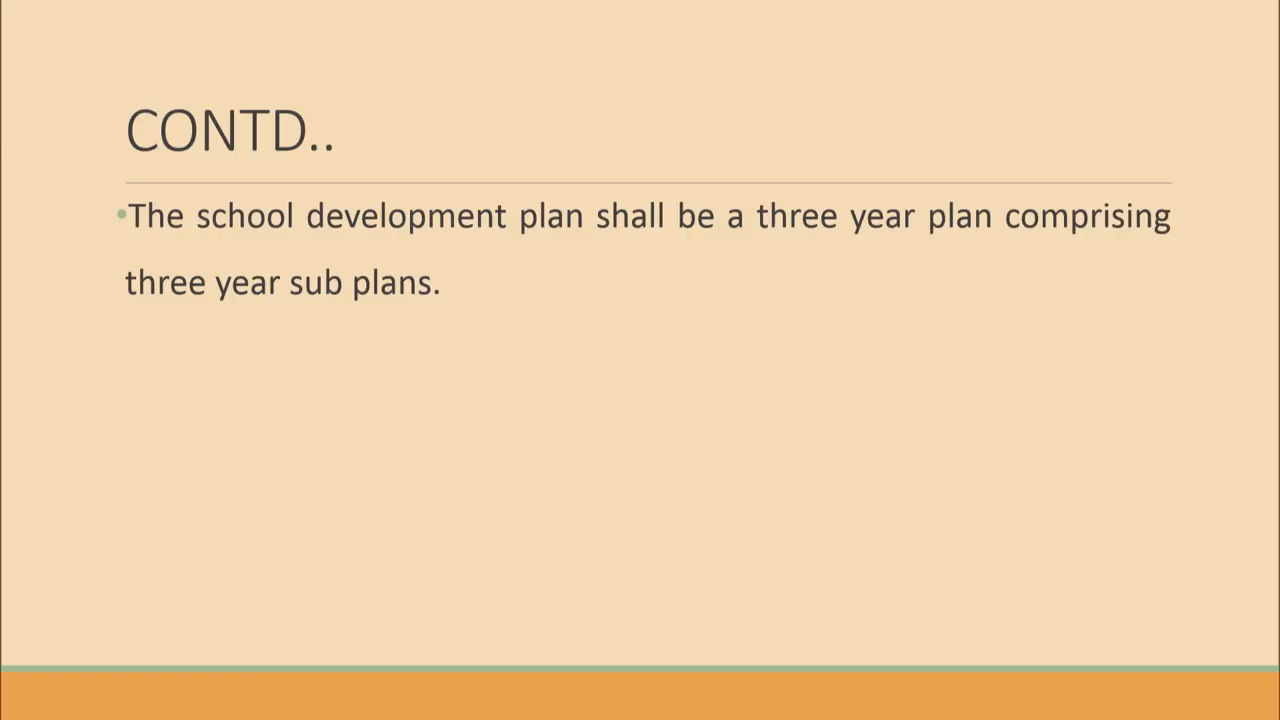 CONTD..
•The school development plan shall be a three year plan comprising
three year sub plans.